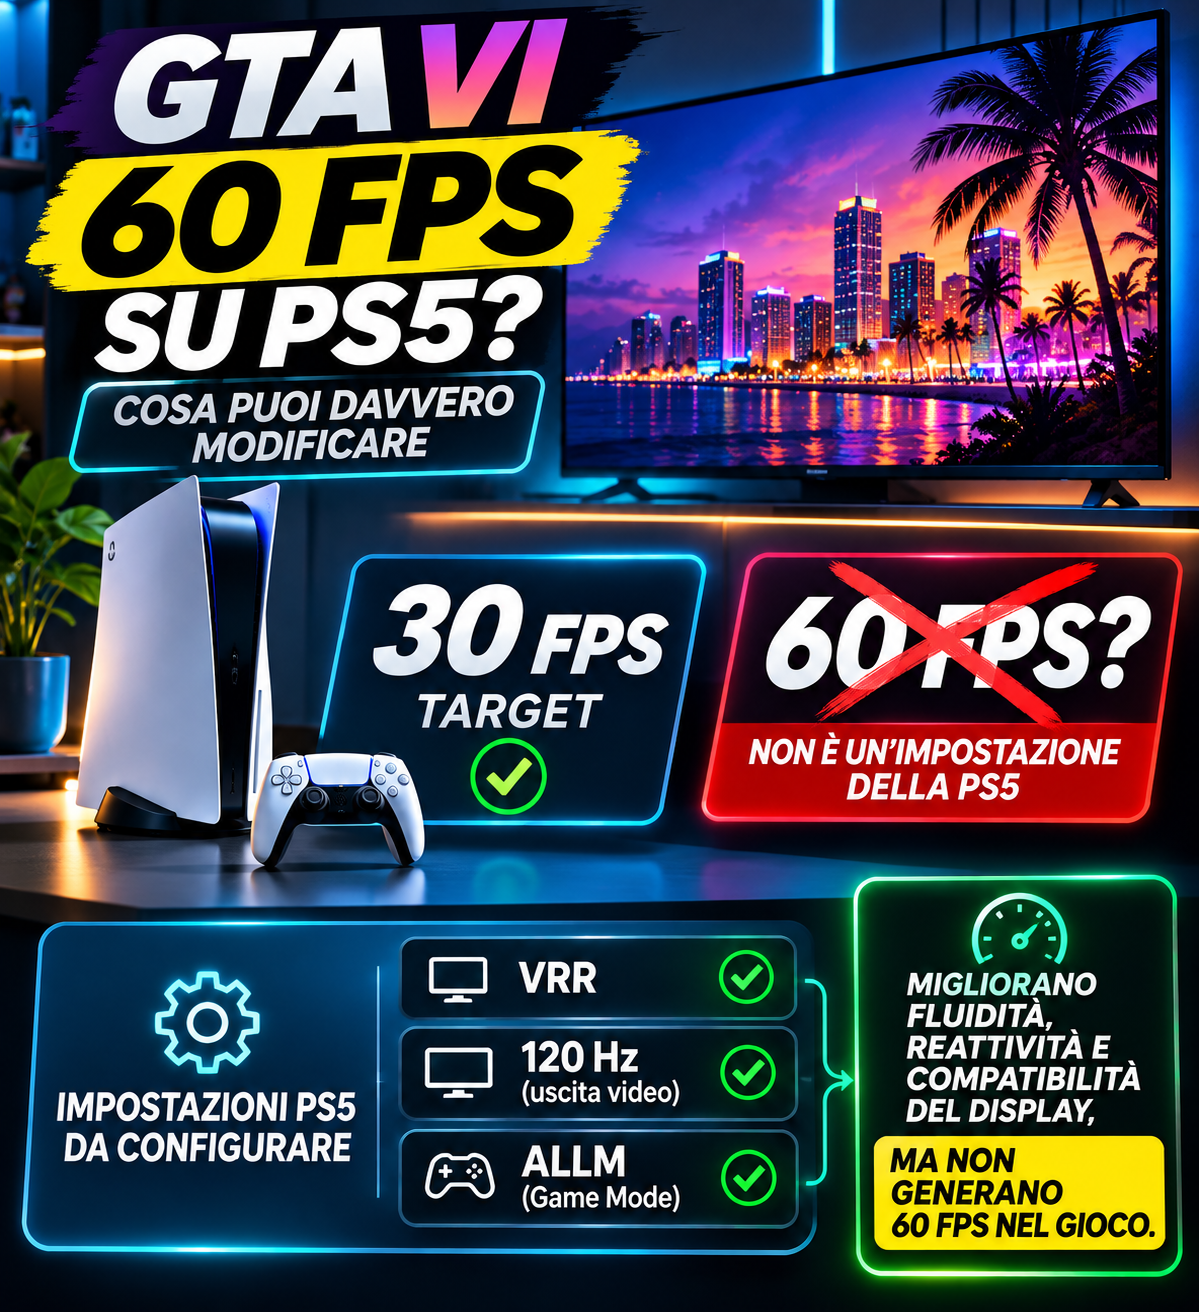 GTA VI
60 FPS
SU PS5?
COSA PUOI DAVVERO
MODIFICARE
30 FPS
TARGET
60 FPS?
NON È UN'IMPOSTAZIONE
DELLA PS5
IMPOSTAZIONI PS5
DA CONFIGURARE
VRR
120 Hz
(uscita video)
ALLM
(Game Mode)
MIGLIORANO
FLUIDITÀ,
REATTIVITÀ E
COMPATIBILITÀ
DEL DISPLAY,
MA NON
GENERANO
60 FPS NEL GIOCO.